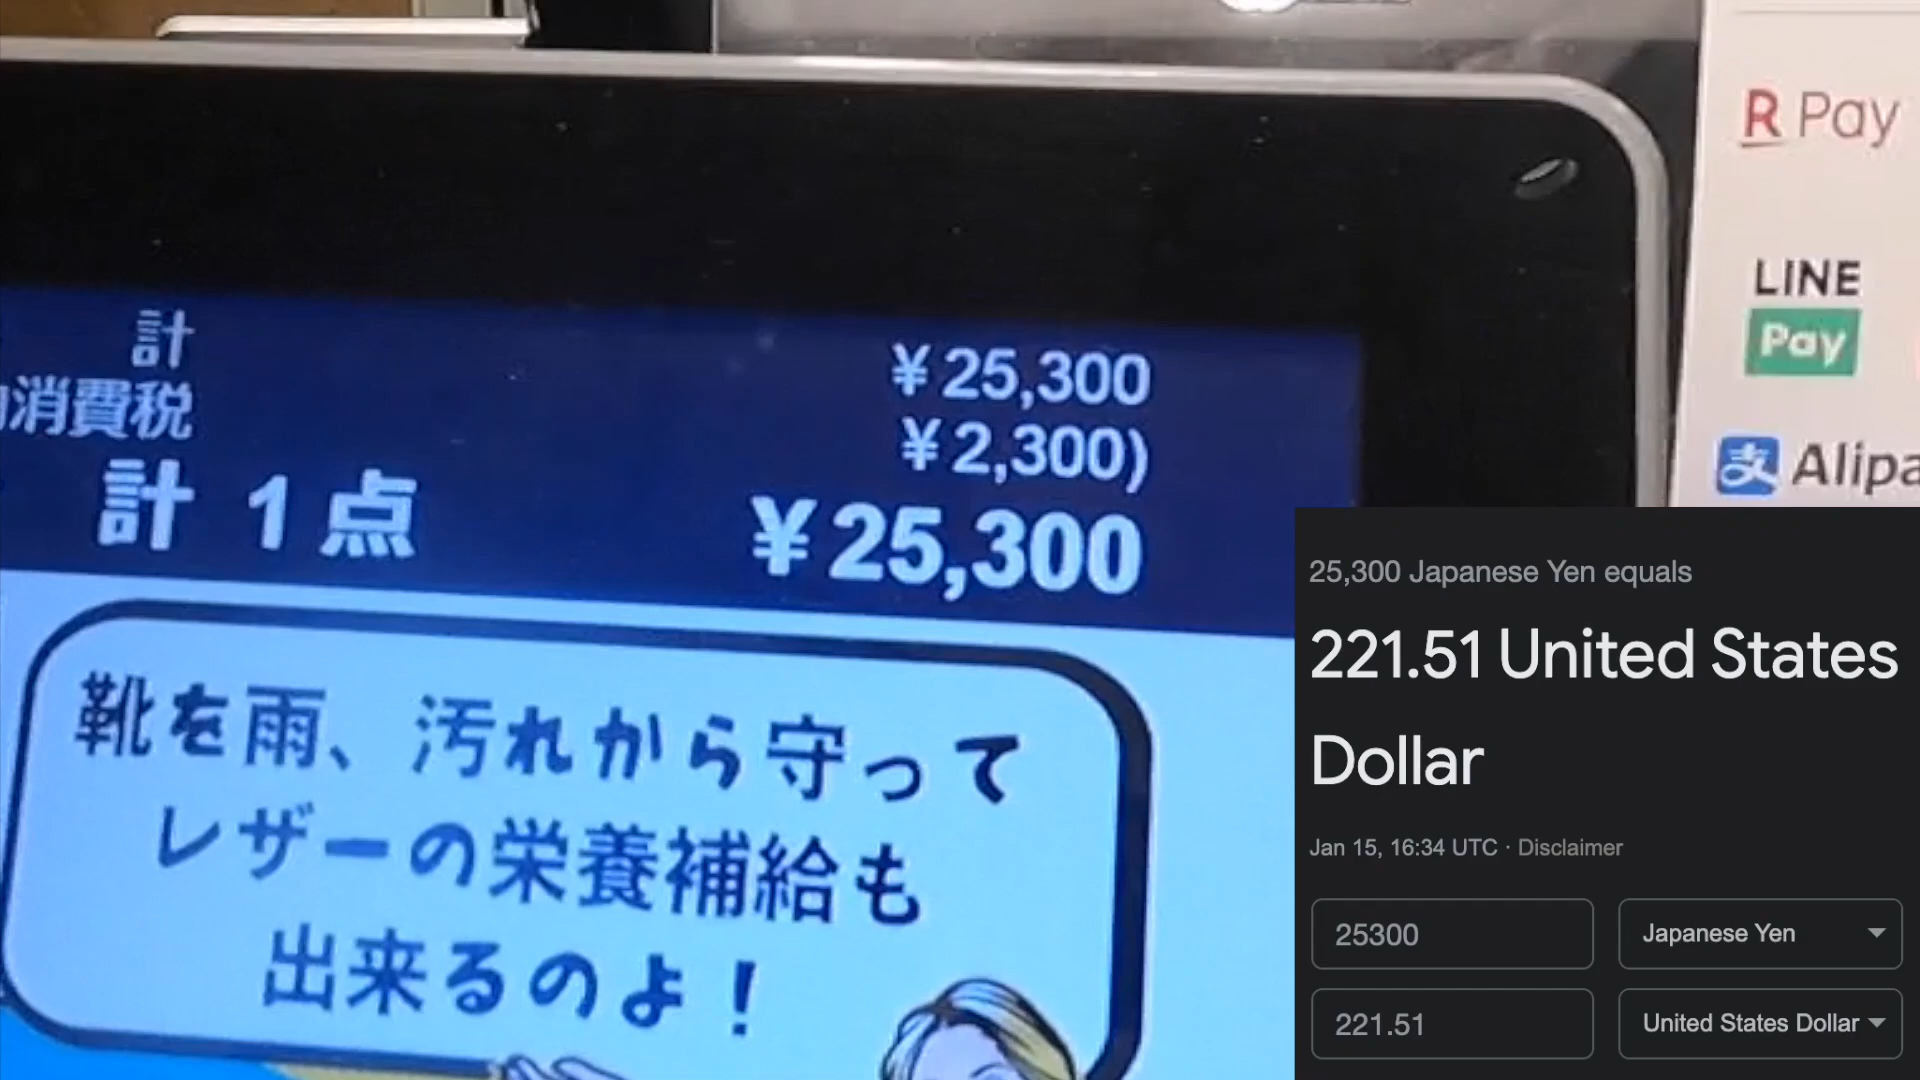 計 ¥25,300
消費税 ¥2,300)
計 1点 ¥25,300
靴を雨、汚れから守って
レザーの栄養補給も
出来るのよ!
R Pay
LINE
Pay
支
25,300 Japanese Yen equals
221.51 United States
Dollar
Jan 15, 16:34 UTC · Disclaimer
25300 Japanese Yen
221.51 United States Dollar